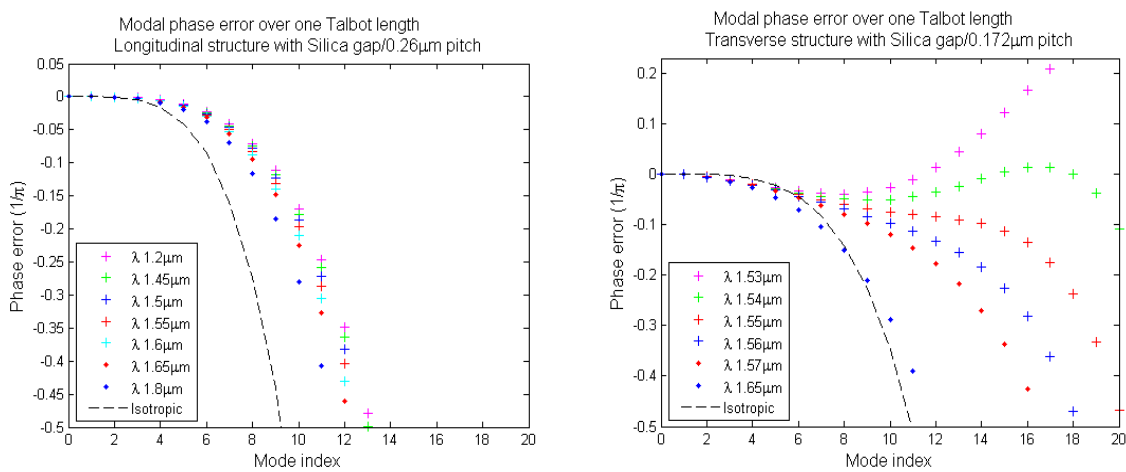 Modal phase error over one Talbot length
Longitudinal structure with Silica gap/0.26μm pitch
0.05
0
-0.05
-0.1
-0.15
-0.2
-0.25
-0.3
-0.35
-0.4
-0.45
-0.5
Phase error (1/π)
λ 1.2μm
λ 1.45μm
λ 1.5μm
λ 1.55μm
λ 1.6μm
λ 1.65μm
λ 1.8μm
Isotropic
0 2 4 6 8 10 12 14 16 18 20
Mode index
Modal phase error over one Talbot length
Transverse structure with Silica gap/0.172μm pitch
0.2
0.1
0
-0.1
-0.2
-0.3
-0.4
-0.5
Phase error (1/π)
λ 1.53μm
λ 1.54μm
λ 1.55μm
λ 1.56μm
λ 1.57μm
λ 1.65μm
Isotropic
0 2 4 6 8 10 12 14 16 18 20
Mode index